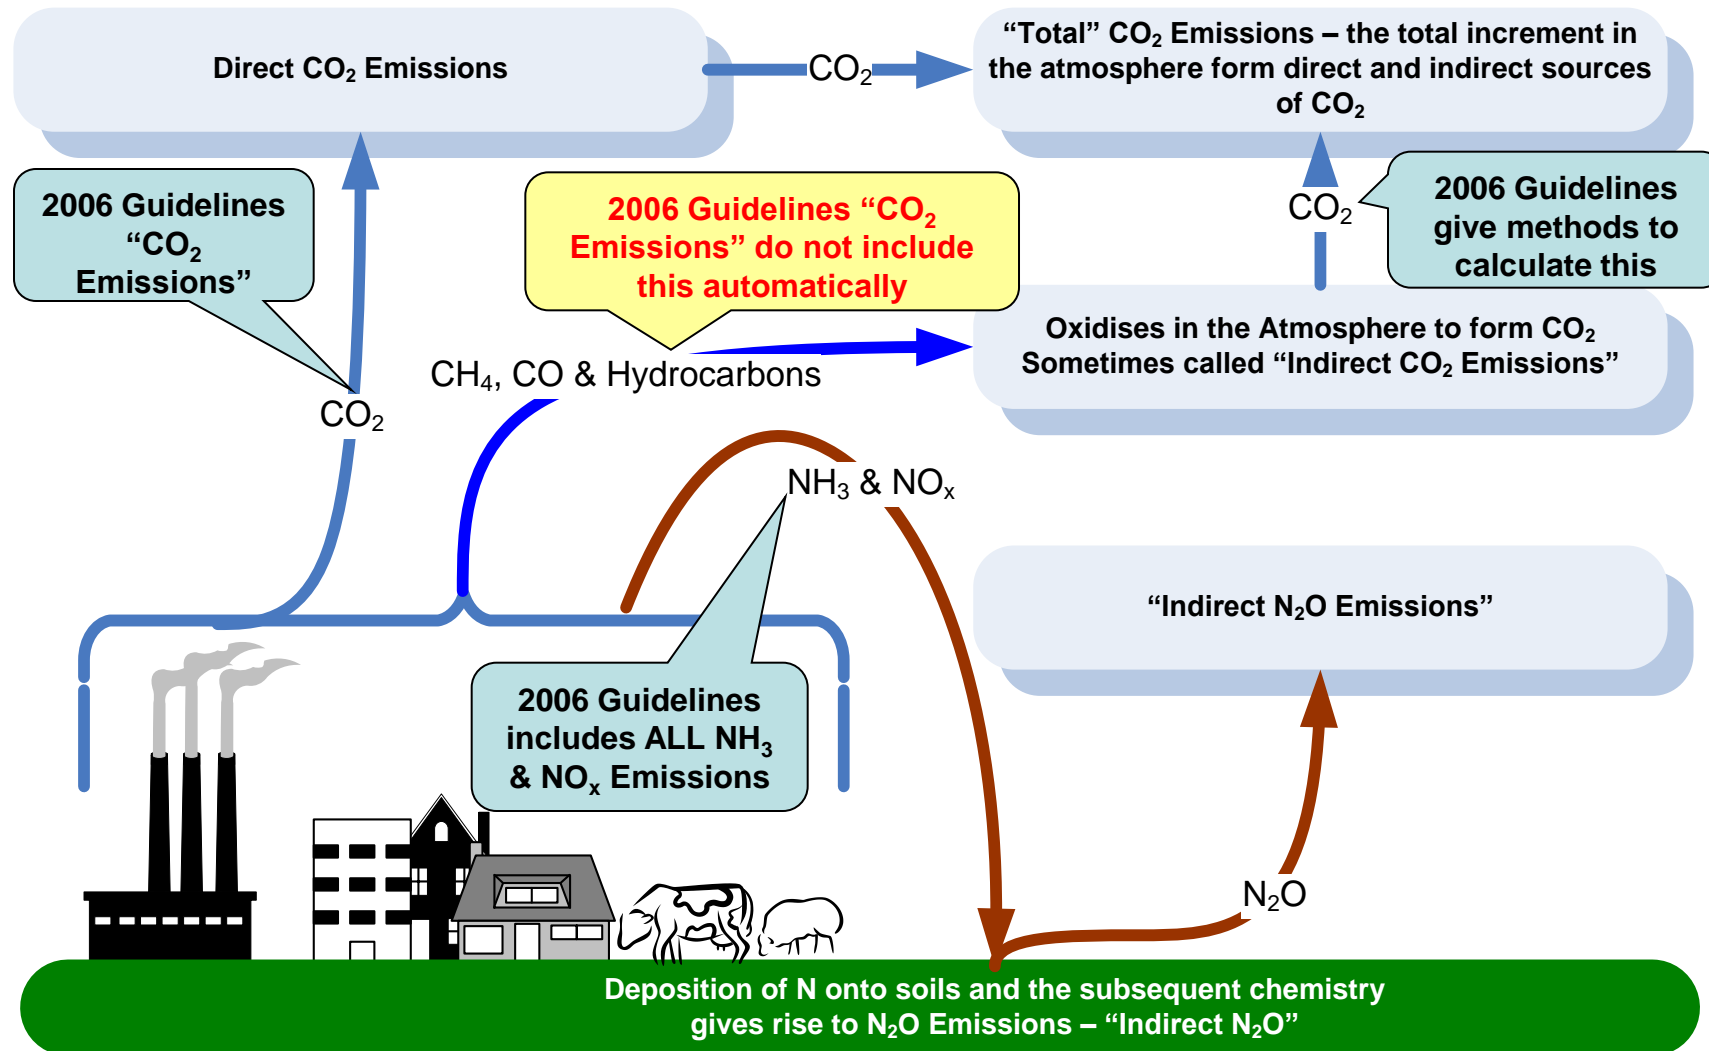 Direct CO₂ Emissions
CO₂
“Total” CO₂ Emissions – the total increment in
the atmosphere form direct and indirect sources
of CO₂
2006 Guidelines
“CO₂
Emissions”
2006 Guidelines “CO₂
Emissions” do not include
this automatically
CO₂
2006 Guidelines
give methods to
calculate this
Oxidises in the Atmosphere to form CO₂
Sometimes called “Indirect CO₂ Emissions”
CH₄, CO & Hydrocarbons
CO₂
NH₃ & NOₓ
“Indirect N₂O Emissions”
2006 Guidelines
includes ALL NH₃
& NOₓ Emissions
N₂O
Deposition of N onto soils and the subsequent chemistry
gives rise to N₂O Emissions – “Indirect N₂O”